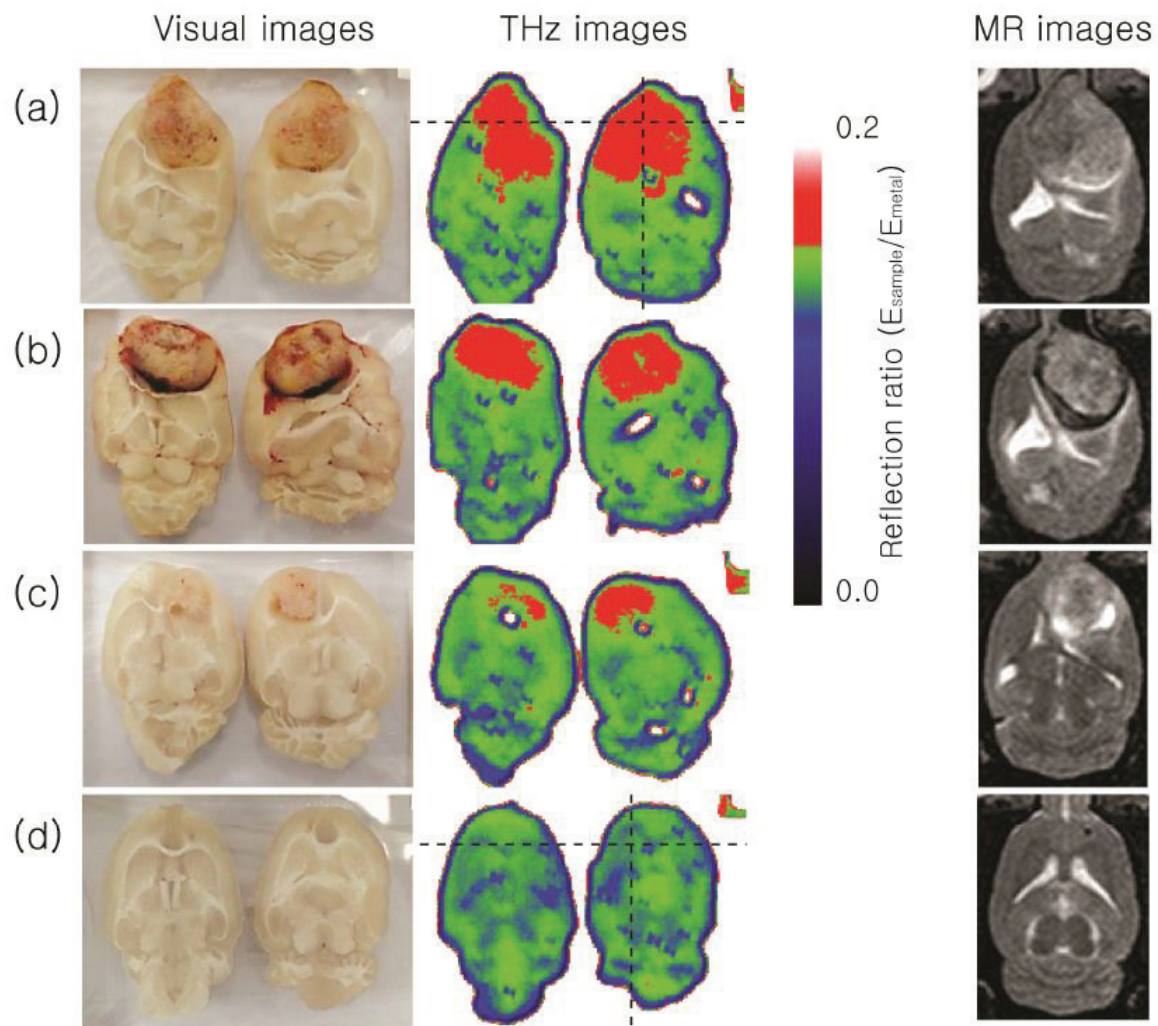 Visual images THz images MR images
(a)
0.2
(b)
Reflection ratio (Esample/Emetal)
(c)
0.0
(d)